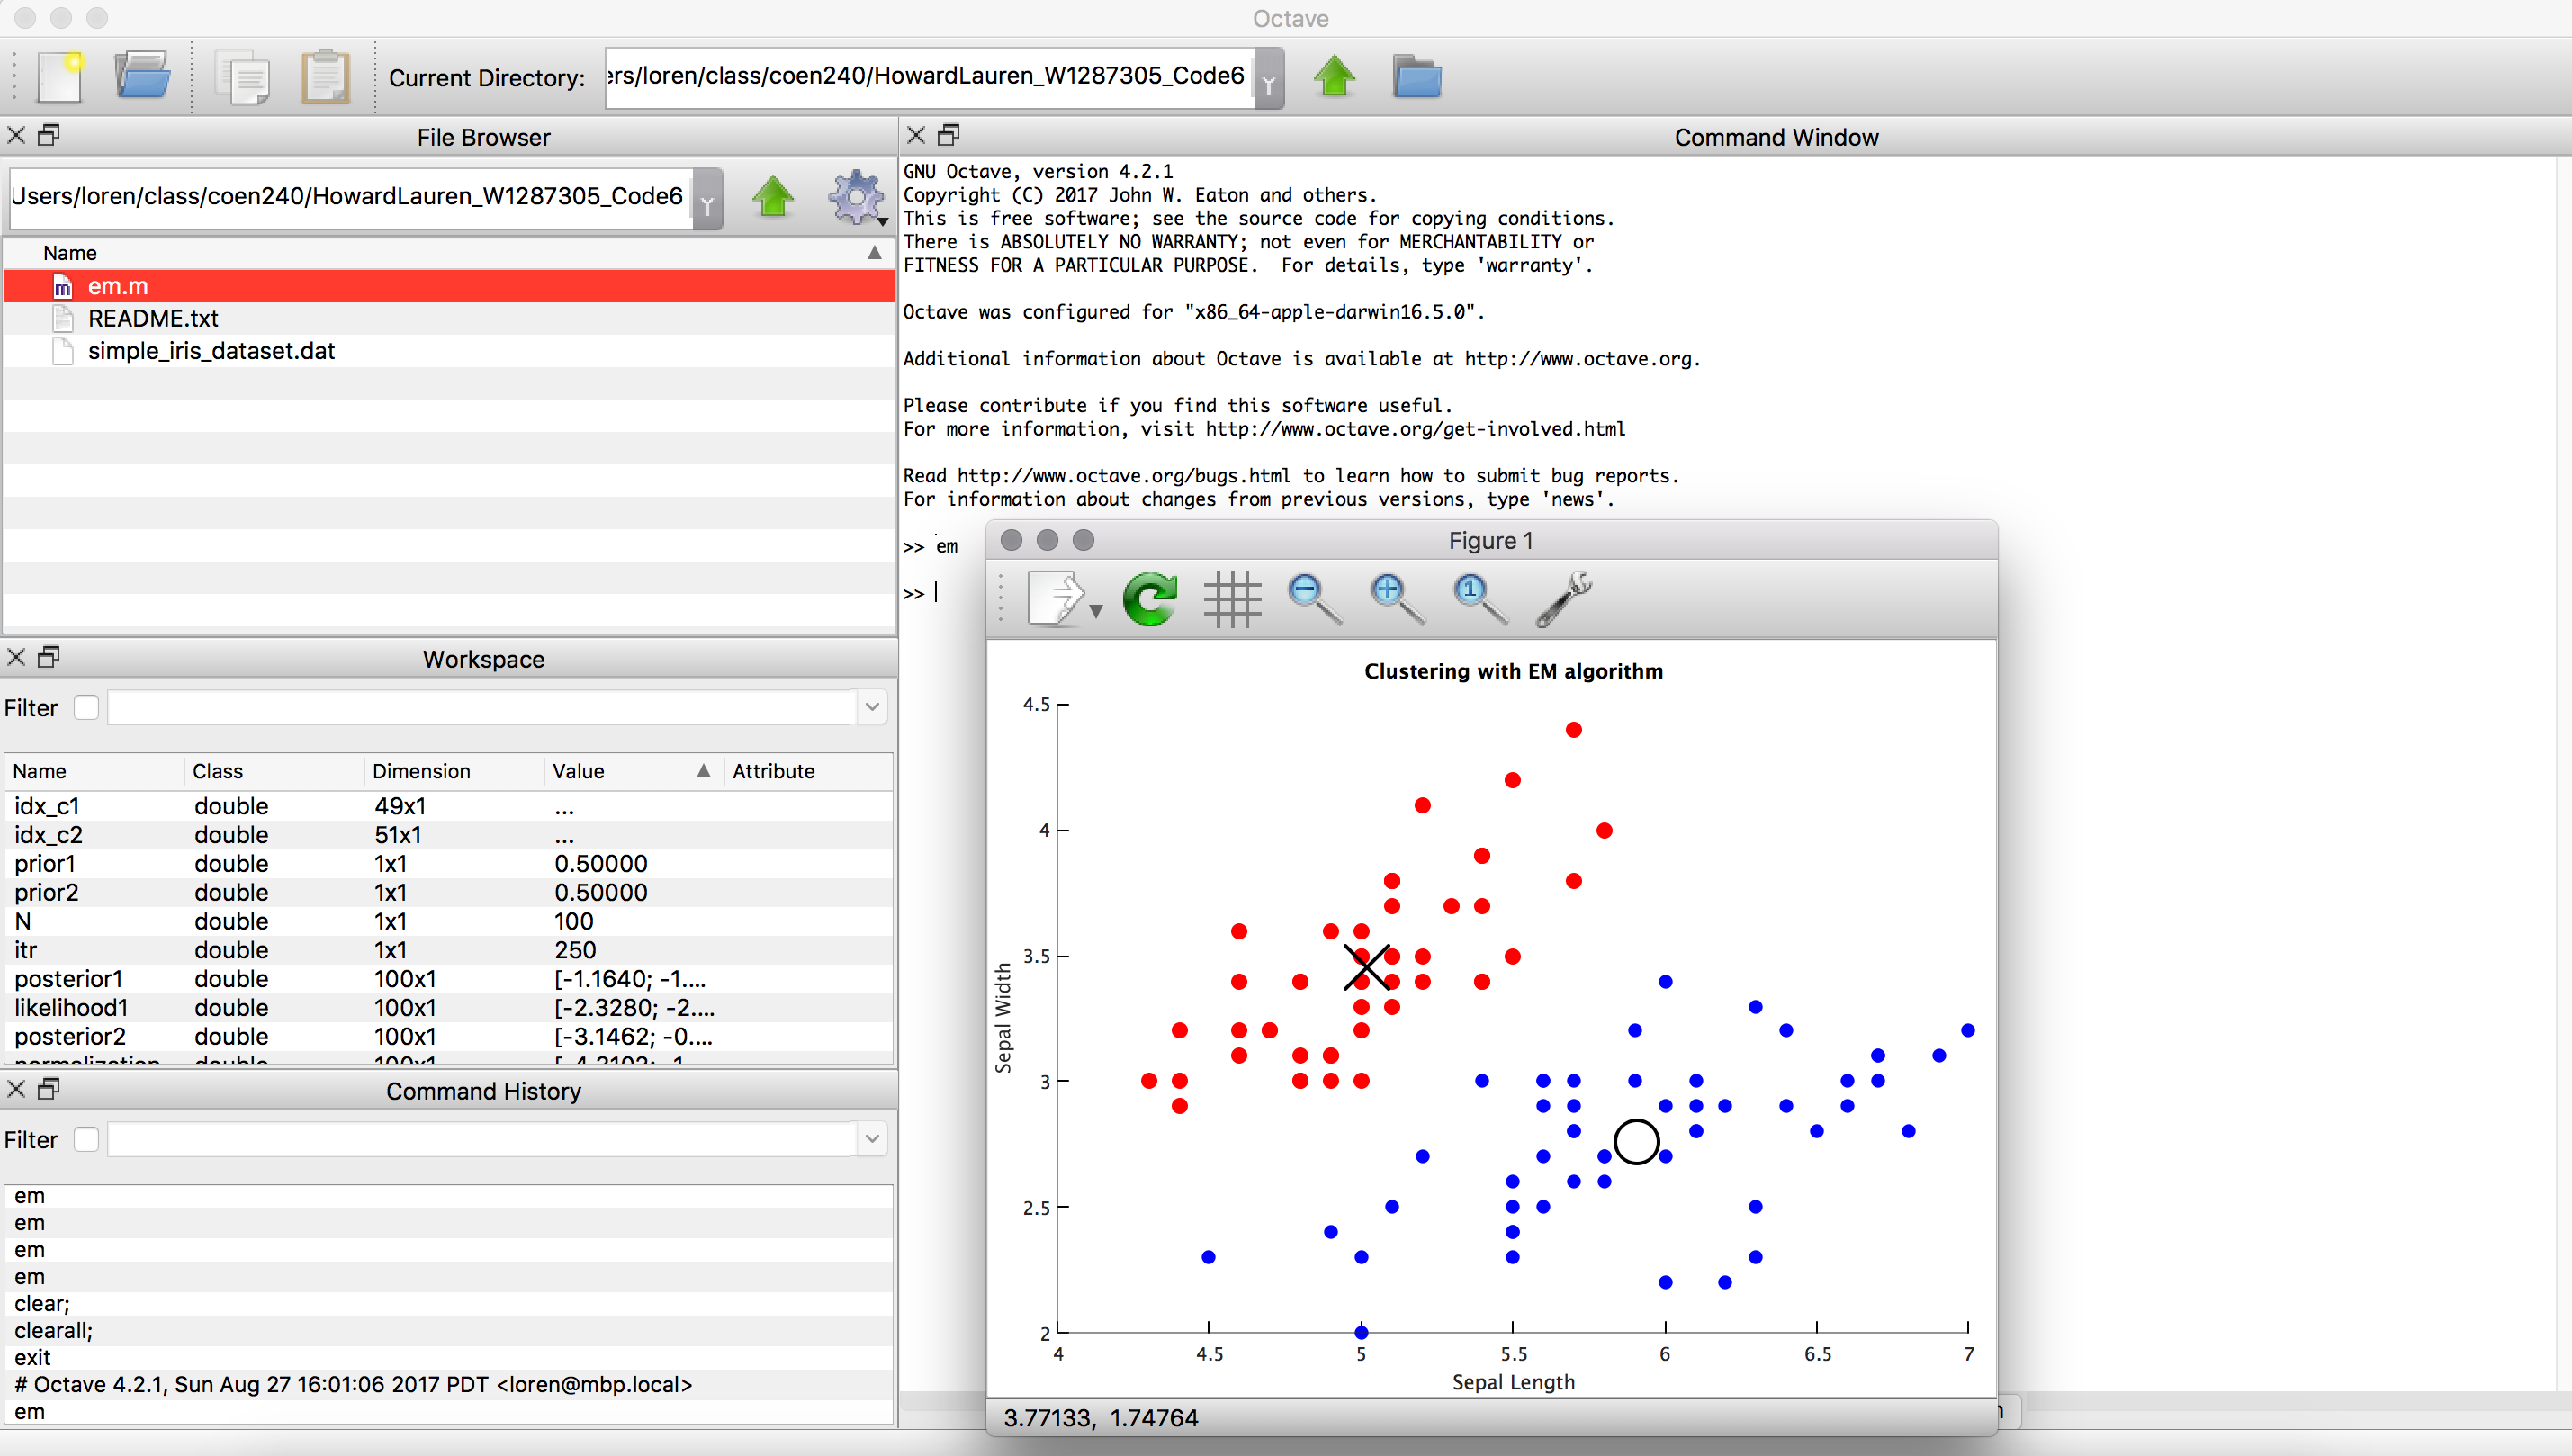 Octave
Current Directory: ers/loren/class/coen240/HowardLauren_W1287305_Code6
File Browser
Users/loren/class/coen240/HowardLauren_W1287305_Code6
Name
em.m
README.txt
simple_iris_dataset.dat
Workspace
Filter
Name Class Dimension Value Attribute
idx_c1 double 49x1 ...
idx_c2 double 51x1 ...
prior1 double 1x1 0.50000
prior2 double 1x1 0.50000
N double 1x1 100
itr double 1x1 250
posterior1 double 100x1 [-1.1640; -1....
likelihood1 double 100x1 [-2.3280; -2....
posterior2 double 100x1 [-3.1462; -0....
normalization double 100x1
Command History
Filter
em
em
em
em
clear;
clearall;
exit
# Octave 4.2.1, Sun Aug 27 16:01:06 2017 PDT <loren@mbp.local>
em
Command Window
GNU Octave, version 4.2.1
Copyright (C) 2017 John W. Eaton and others.
This is free software; see the source code for copying conditions.
There is ABSOLUTELY NO WARRANTY; not even for MERCHANTABILITY or
FITNESS FOR A PARTICULAR PURPOSE.  For details, type 'warranty'.
Octave was configured for "x86_64-apple-darwin16.5.0".
Additional information about Octave is available at http://www.octave.org.
Please contribute if you find this software useful.
For more information, visit http://www.octave.org/get-involved.html
Read http://www.octave.org/bugs.html to learn how to submit bug reports.
For information about changes from previous versions, type 'news'.
>> em
>>
Figure 1
1
Clustering with EM algorithm
4.5
4
3.5
3
2.5
2
Sepal Width
4 4.5 5 5.5 6 6.5 7
Sepal Length
3.77133, 1.74764